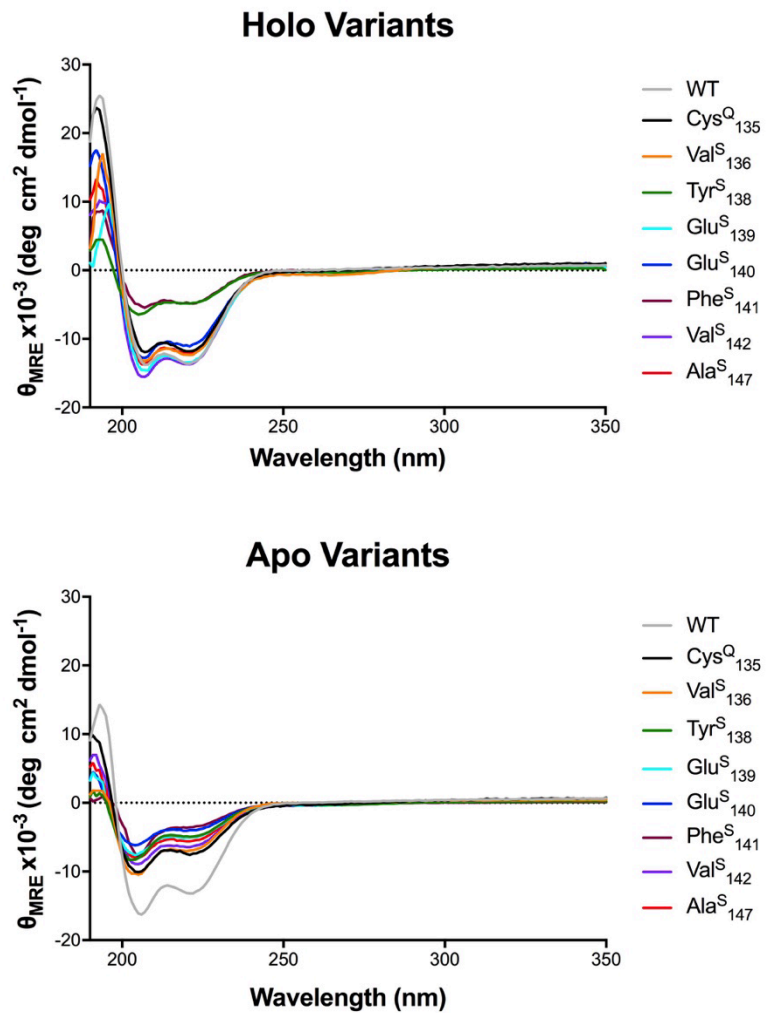 Holo Variants
30
20
10
0
-10
-20
200
250
300
350
θMRE x10-3 (deg cm2 dmol-1)
Wavelength (nm)
WT
CysQ135
ValS136
TyrS138
GluS139
GluS140
PheS141
ValS142
AlaS147
Apo Variants
30
20
10
0
-10
-20
200
250
300
350
θMRE x10-3 (deg cm2 dmol-1)
Wavelength (nm)
WT
CysQ135
ValS136
TyrS138
GluS139
GluS140
PheS141
ValS142
AlaS147